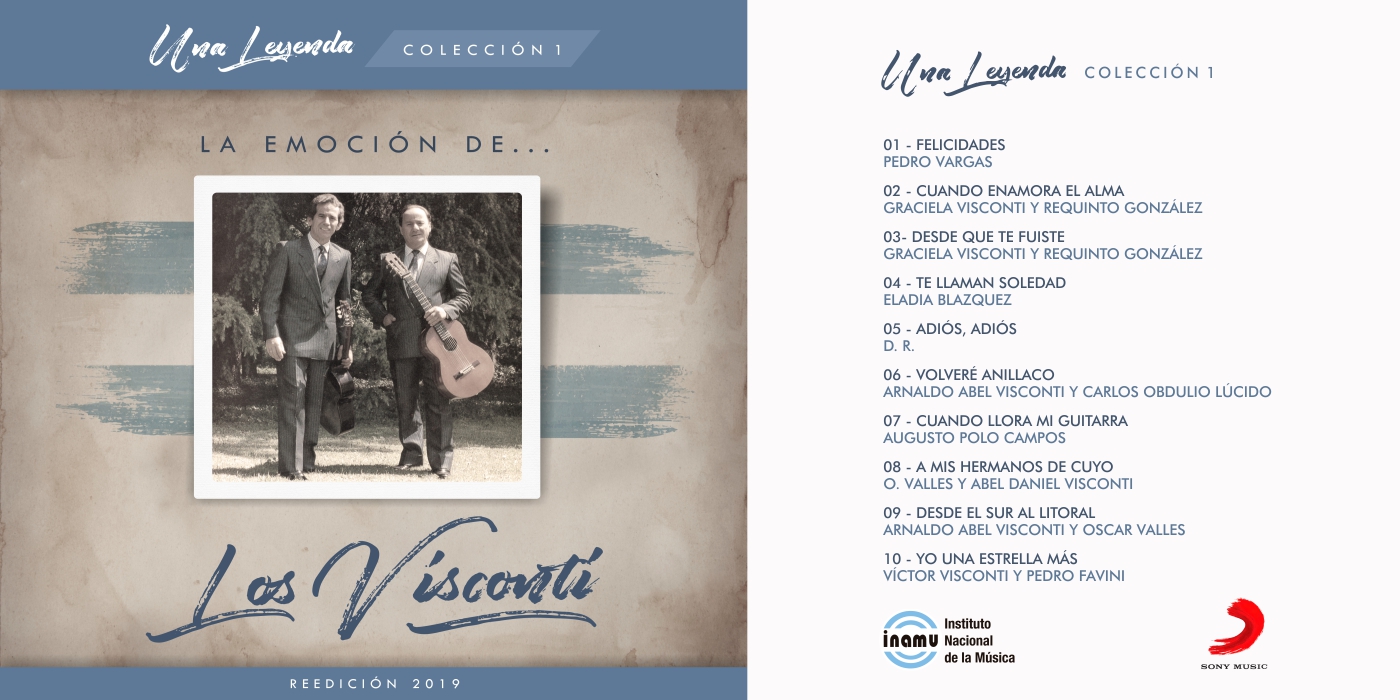 Una Leyenda COLECCIÓN 1
LA EMOCIÓN DE...
Los Visconti
REEDICIÓN 2019
Una Leyenda COLECCIÓN 1
01 - FELICIDADES
PEDRO VARGAS
02 - CUANDO ENAMORA EL ALMA
GRACIELA VISCONTI Y REQUINTO GONZÁLEZ
03- DESDE QUE TE FUISTE
GRACIELA VISCONTI Y REQUINTO GONZÁLEZ
04 - TE LLAMAN SOLEDAD
ELADIA BLAZQUEZ
05 - ADIÓS, ADIÓS
D. R.
06 - VOLVERÉ ANILLACO
ARNALDO ABEL VISCONTI Y CARLOS OBDULIO LÚCIDO
07 - CUANDO LLORA MI GUITARRA
AUGUSTO POLO CAMPOS
08 - A MIS HERMANOS DE CUYO
O. VALLES Y ABEL DANIEL VISCONTI
09 - DESDE EL SUR AL LITORAL
ARNALDO ABEL VISCONTI Y OSCAR VALLES
10 - YO UNA ESTRELLA MÁS
VÍCTOR VISCONTI Y PEDRO FAVINI
inamu
Instituto
Nacional
de la Música
SONY MUSIC